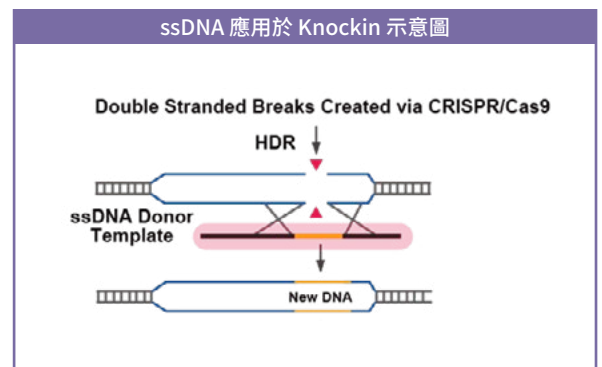 ssDNA 應用於 Knockin 示意圖
Double Stranded Breaks Created via CRISPR/Cas9
HDR
ssDNA Donor
Template
New DNA